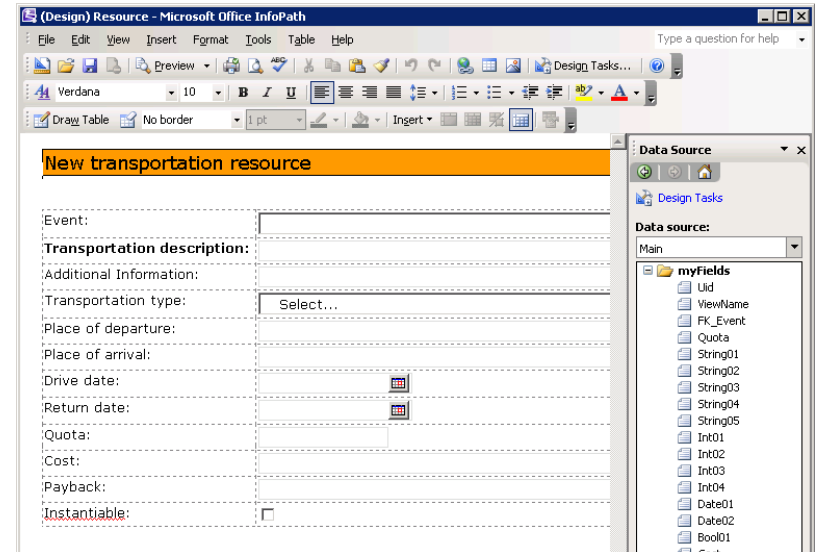 (Design) Resource - Microsoft Office InfoPath
File Edit View Insert Format Tools Table Help Type a question for help
Preview Design Tasks...
Verdana 10 B I U A
Draw Table No border 1 pt Insert
New transportation resource
Event:
Transportation description:
Additional Information:
Transportation type: Select...
Place of departure:
Place of arrival:
Drive date:
Return date:
Quota:
Cost:
Payback:
Instantiable:
Data Source
Design Tasks
Data source:
Main
myFields
Uid
ViewName
FK_Event
Quota
String01
String02
String03
String04
String05
Int01
Int02
Int03
Int04
Date01
Date02
Bool01